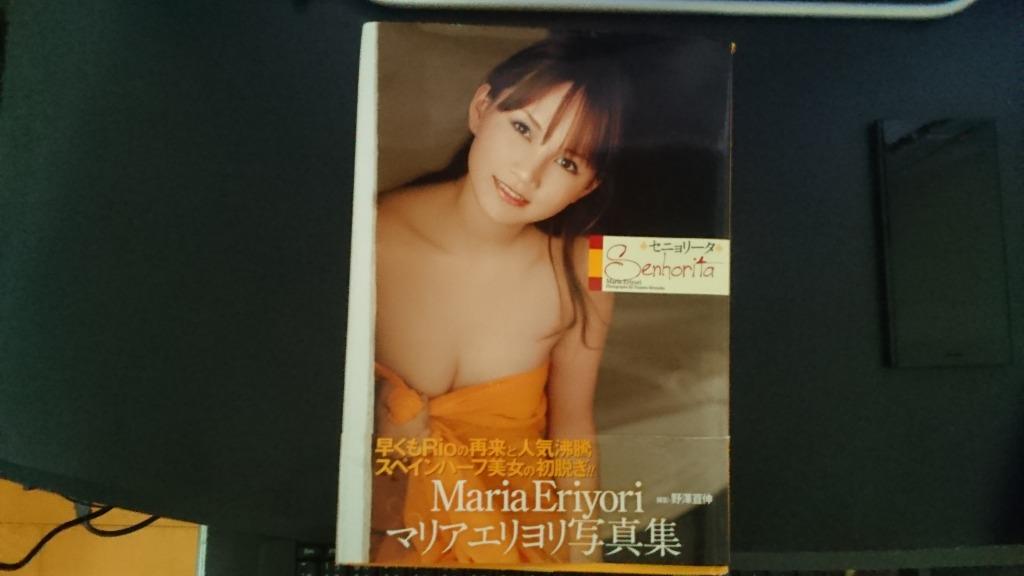 セニョリータ
Senhorita
Maria Eriyori
早くもRioの再来と人気沸騰
スペインハーフ美女の初脱ぎ!!
Maria Eriyori
撮影 野澤亘伸
マリアエリヨリ写真集